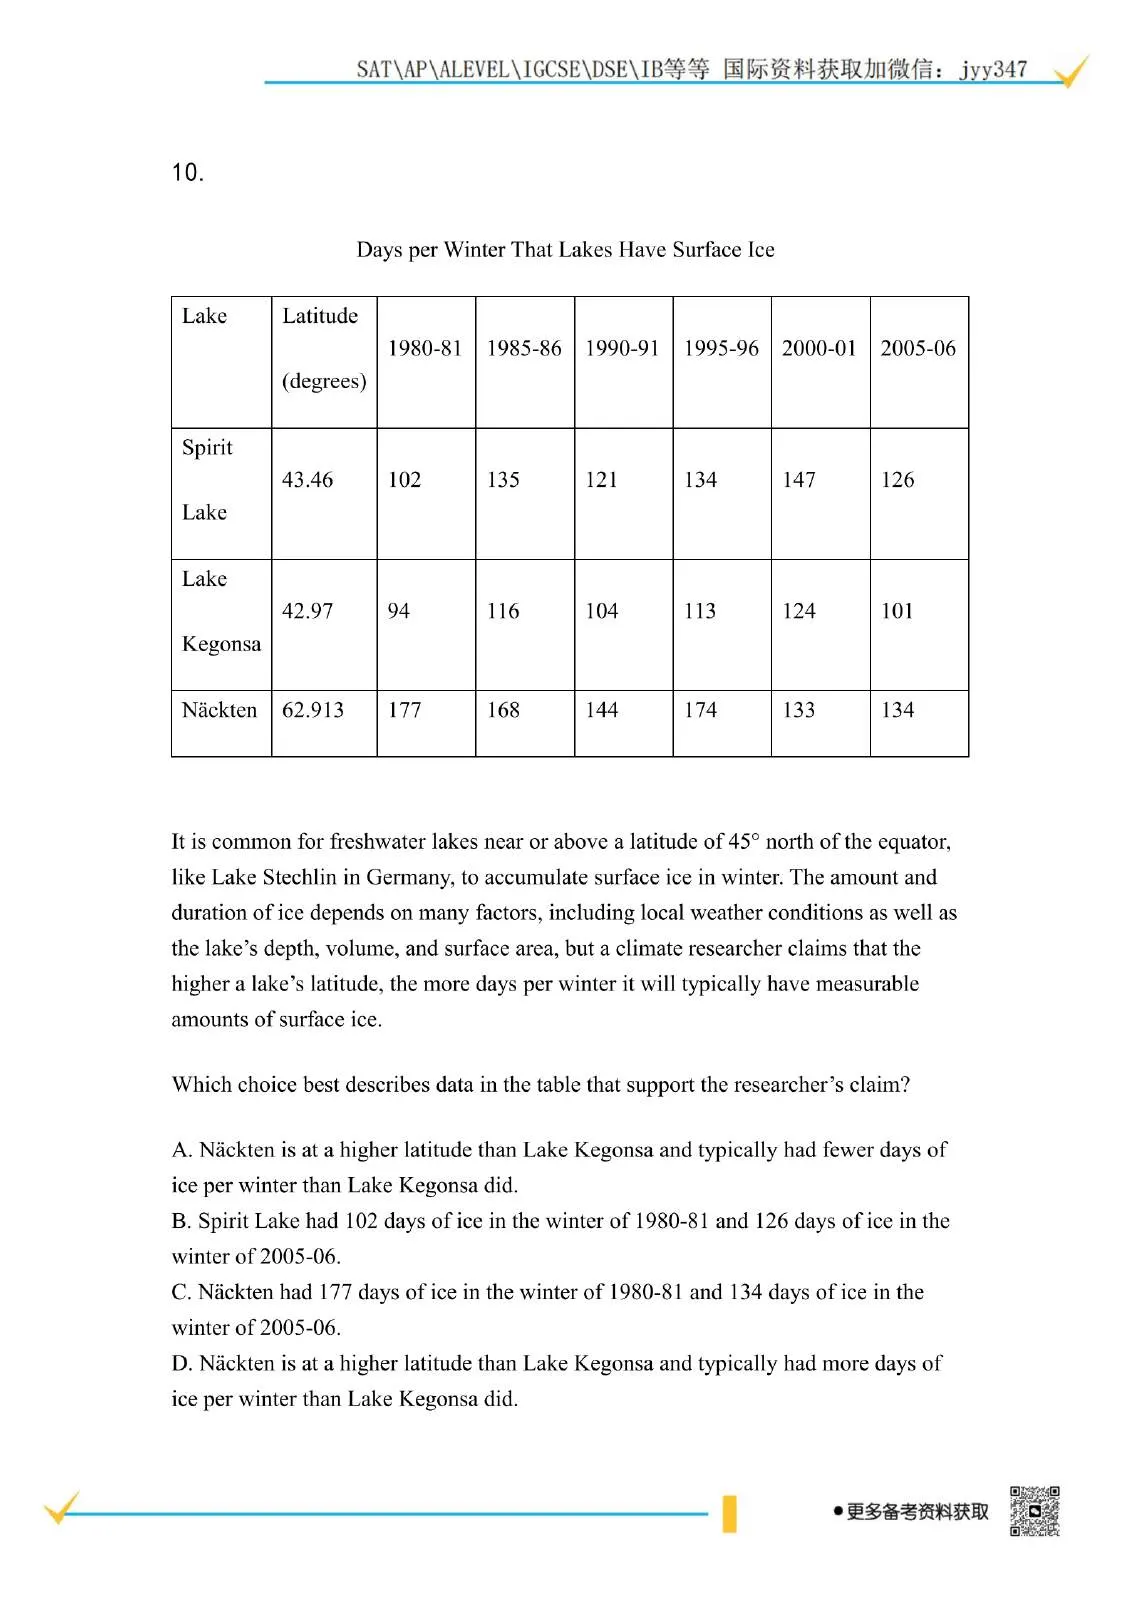 SAT\AP\ALEVEL\IGCSE\DSE\IB等等 国际资料获取加微信：jyy347
10.
Days per Winter That Lakes Have Surface Ice
Lake Latitude (degrees) 1980-81 1985-86 1990-91 1995-96 2000-01 2005-06
Spirit Lake 43.46 102 135 121 134 147 126
Lake Kegonsa 42.97 94 116 104 113 124 101
Näckten 62.913 177 168 144 174 133 134
It is common for freshwater lakes near or above a latitude of 45° north of the equator,
like Lake Stechlin in Germany, to accumulate surface ice in winter. The amount and
duration of ice depends on many factors, including local weather conditions as well as
the lake’s depth, volume, and surface area, but a climate researcher claims that the
higher a lake’s latitude, the more days per winter it will typically have measurable
amounts of surface ice.
Which choice best describes data in the table that support the researcher’s claim?
A. Näckten is at a higher latitude than Lake Kegonsa and typically had fewer days of
ice per winter than Lake Kegonsa did.
B. Spirit Lake had 102 days of ice in the winter of 1980-81 and 126 days of ice in the
winter of 2005-06.
C. Näckten had 177 days of ice in the winter of 1980-81 and 134 days of ice in the
winter of 2005-06.
D. Näckten is at a higher latitude than Lake Kegonsa and typically had more days of
ice per winter than Lake Kegonsa did.
●更多备考资料获取